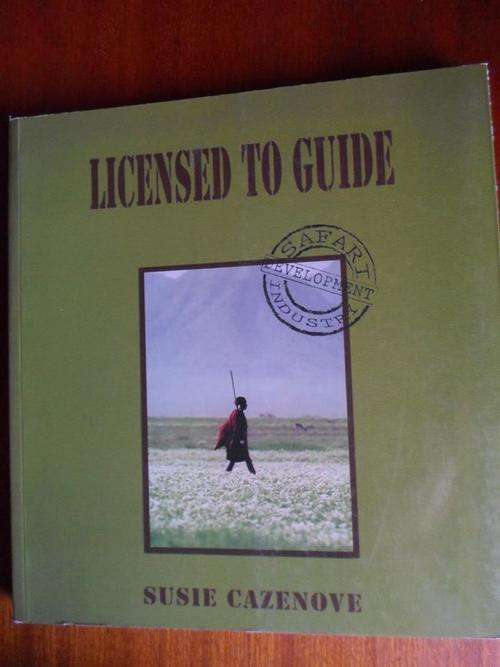 LICENSED TO GUIDE
SAFARI
DEVELOPMENT
INDUSTRY
SUSIE CAZENOVE